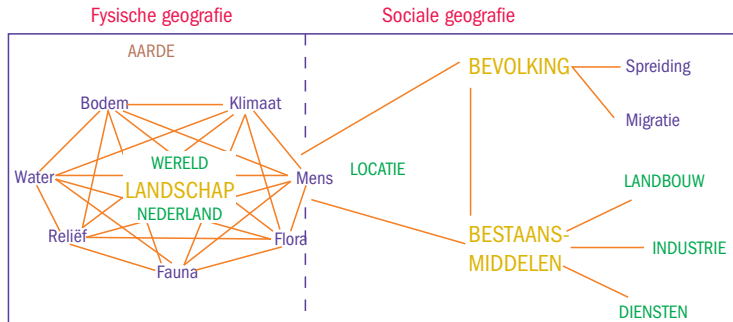 Fysische geografie
Sociale geografie
AARDE
BEVOLKING
Spreiding
Bodem
Klimaat
Migratie
WERELD
LOCATIE
Water
LANDSCHAP
Mens
LANDBOUW
NEDERLAND
Reliëf
Flora
BESTAANS-
MIDDELEN
INDUSTRIE
Fauna
DIENSTEN